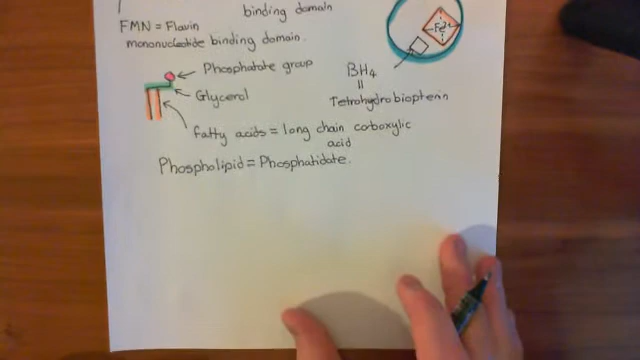 binding domain
FMN = Flavin
mononucleotide binding domain.
Fe
Phosphate group
Glycerol
BH4
=
Tetrahydrobiopterin
fatty acids = long chain carboxylic
acid
Phospholipid = Phosphatidate.